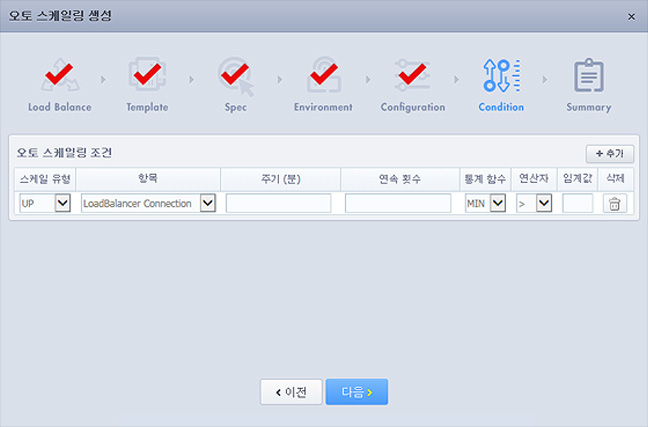 오토 스케일링 생성
Load Balance Template Spec Environment Configuration Condition Summary
오토 스케일링 조건
+ 추가
스케일 유형 항목 주기 (분) 연속 횟수 통계 함수 연산자 임계값 삭제
UP LoadBalancer Connection MIN >
이전 다음